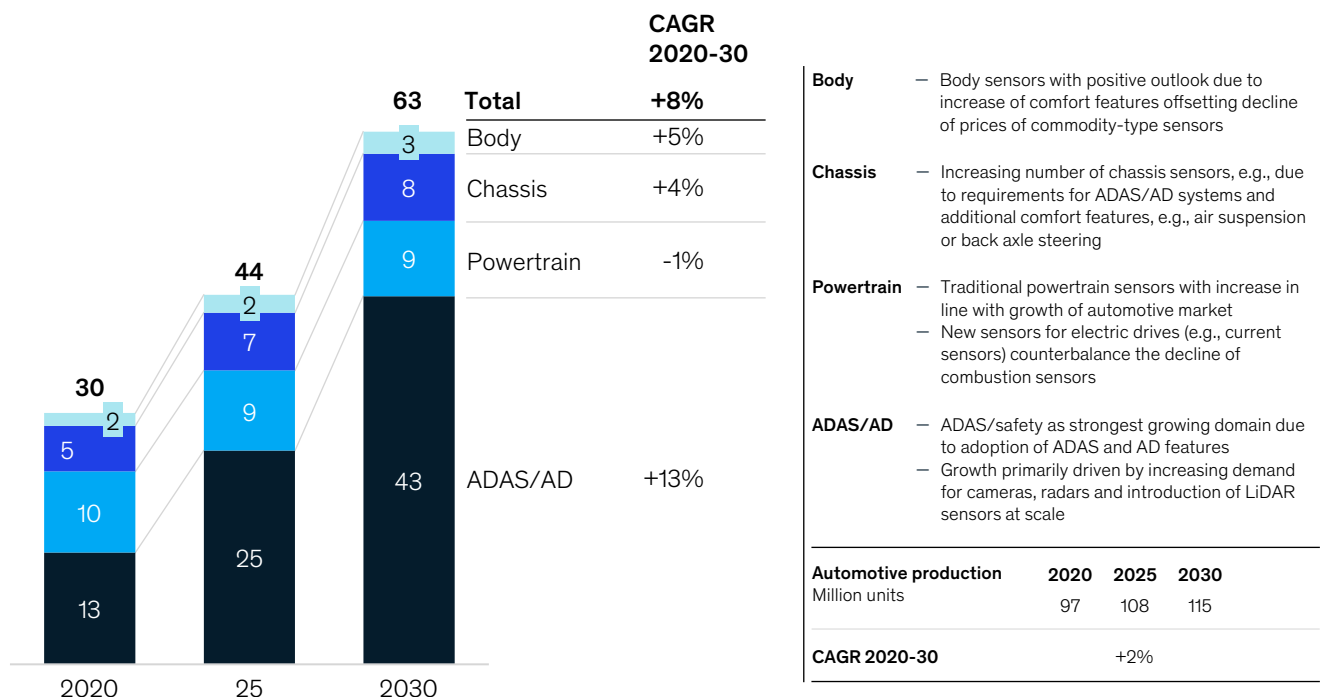 CAGR
2020-30
63 Total +8%
3 Body +5%
8 Chassis +4%
9 Powertrain -1%
43 ADAS/AD +13%
44
2
7
9
25
30
2
5
10
13
2020 25 2030
Body – Body sensors with positive outlook due to
increase of comfort features offsetting decline
of prices of commodity-type sensors
Chassis – Increasing number of chassis sensors, e.g., due
to requirements for ADAS/AD systems and
additional comfort features, e.g., air suspension
or back axle steering
Powertrain – Traditional powertrain sensors with increase in
line with growth of automotive market
– New sensors for electric drives (e.g., current
sensors) counterbalance the decline of
combustion sensors
ADAS/AD – ADAS/safety as strongest growing domain due
to adoption of ADAS and AD features
– Growth primarily driven by increasing demand
for cameras, radars and introduction of LiDAR
sensors at scale
Automotive production 2020 2025 2030
Million units 97 108 115
CAGR 2020-30 +2%